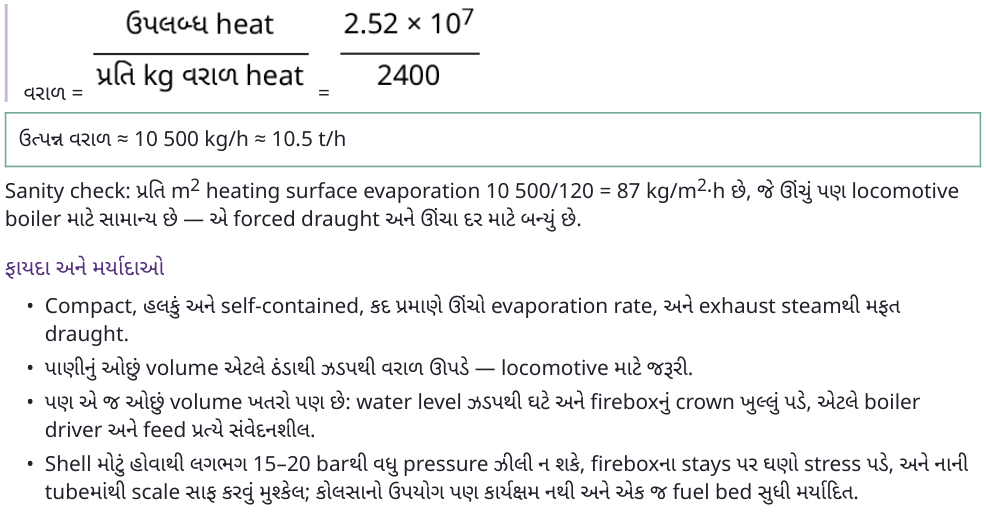 વરાળ = ઉપલબ્ધ heat / પ્રતિ kg વરાળ heat = 2.52 × 10⁷ / 2400
ઉત્પન્ન વરાળ ≈ 10 500 kg/h ≈ 10.5 t/h
Sanity check: પ્રતિ m² heating surface evaporation 10 500/120 = 87 kg/m²·h છે, જે ઊંચું પણ locomotive
boiler માટે સામાન્ય છે — એ forced draught અને ઊંચા દર માટે બન્યું છે.
ફાયદા અને મર્યાદાઓ
• Compact, હલકું અને self-contained, કદ પ્રમાણે ઊંચો evaporation rate, અને exhaust steamથી મફત
draught.
• પાણીનું ઓછું volume એટલે ઠંડાથી ઝડપથી વરાળ ઊપડે — locomotive માટે જરૂરી.
• પણ એ જ ઓછું volume ખતરો પણ છે: water level ઝડપથી ઘટે અને fireboxનું crown ખુલ્લું પડે, એટલે boiler
driver અને feed પ્રત્યે સંવેદનશીલ.
• Shell મોટું હોવાથી લગભગ 15–20 barથી વધુ pressure ઝીલી ન શકે, fireboxના stays પર ઘણો stress પડે, અને નાની
tubeમાંથી scale સાફ કરવું મુશ્કેલ; કોલસાનો ઉપયોગ પણ કાર્યક્ષમ નથી અને એક જ fuel bed સુધી મર્યાદિત.